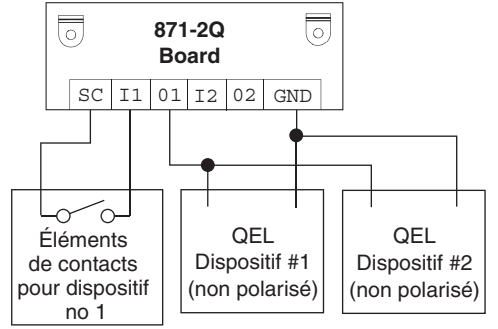 871-2Q
Board
SC I1 01 I2 02 GND
Éléments
de contacts
pour dispositif
no 1
QEL
Dispositif #1
(non polarisé)
QEL
Dispositif #2
(non polarisé)